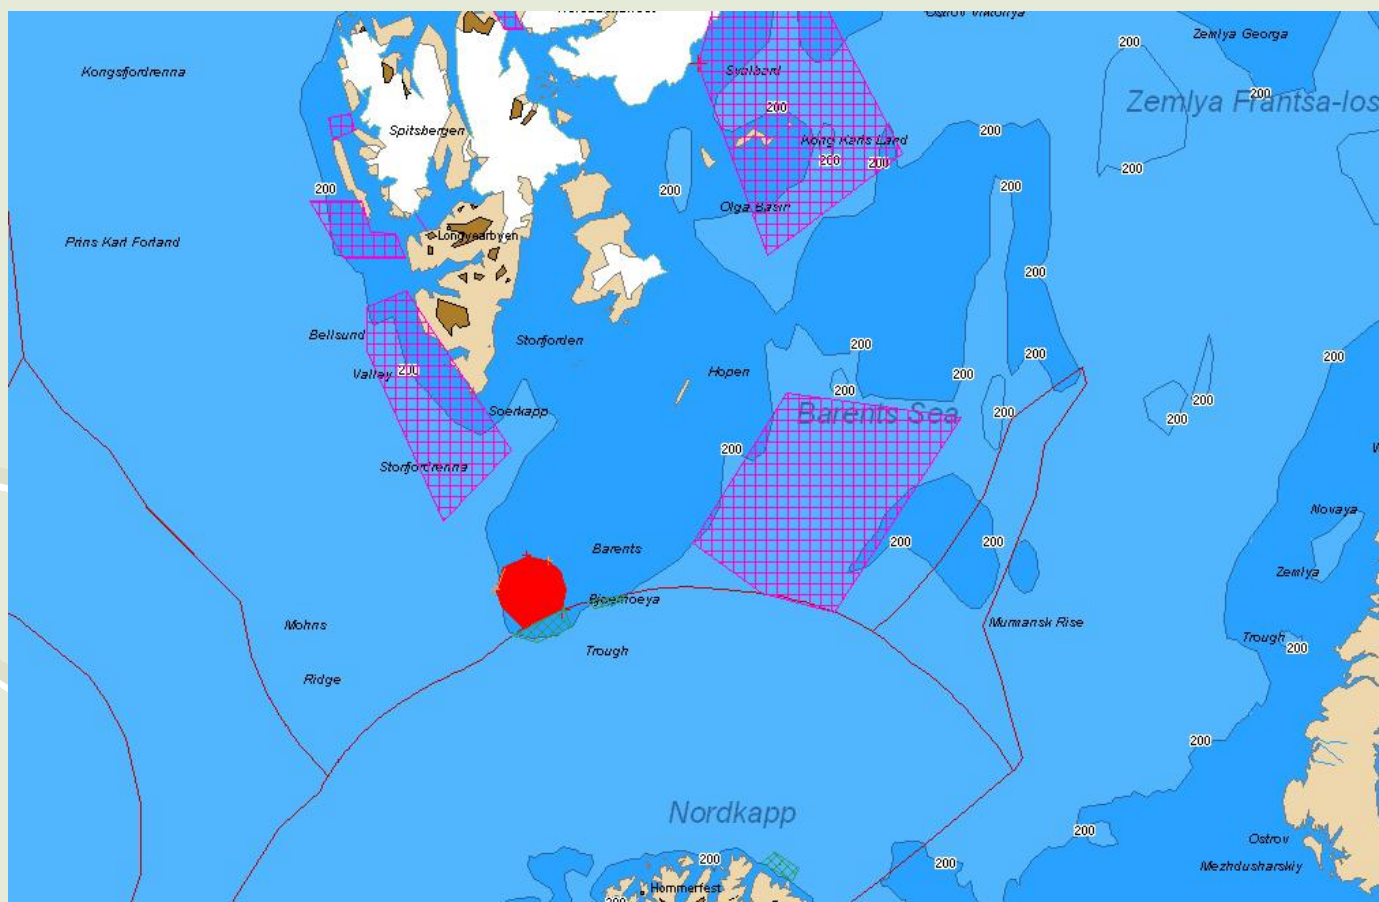 Ostrov Viktoriya
Zemlya Georga
200
Kongsfjordrenna
Svalbard
200
Zemlya Frantsa-Ios
200
Spitsbergen
200
Kong Karls Land
200
200
200
200
200
200
200
Olga Basin
Prins Karl Forland
Longyearbyen
200
Bellsund
Storfjorden
200
200
200
Valley
200
Hopen
200
200
200
Soerkapp
Barents Sea
200
200
Storfjordrenna
200
Novaya
Barents
200
200
Zemlya
Bjoernoeya
Mohns
Murmansk Rise
Trough
200
Trough
Ridge
200
Nordkapp
200
Ostrov
200
200
Mezhdusharskiy
Hammerfest
200